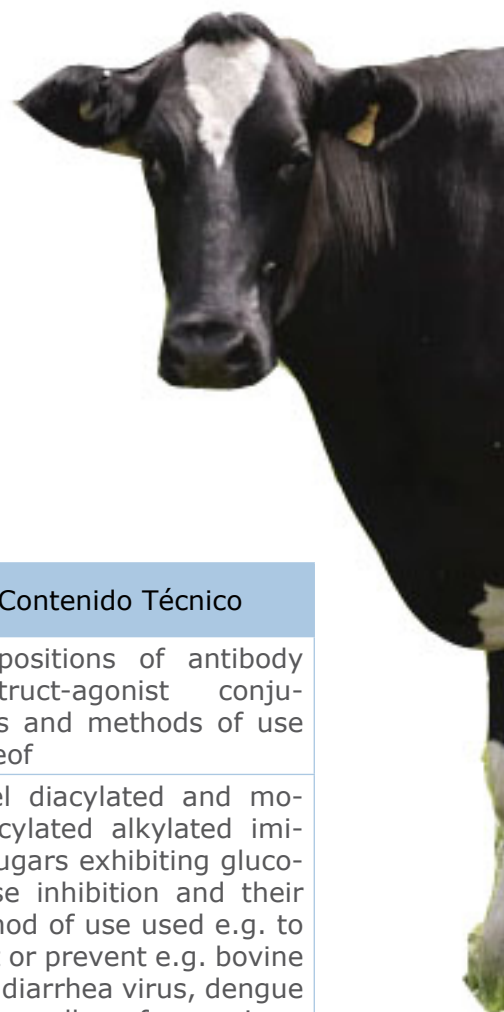 Contenido Técnico
positions of antibody
truct-agonist conju-
s and methods of use
eof
el diacylated and mo-
cylated alkylated imi-
ugars exhibiting gluco-
se inhibition and their
hod of use used e.g. to
t or prevent e.g. bovine
diarrhea virus, dengue